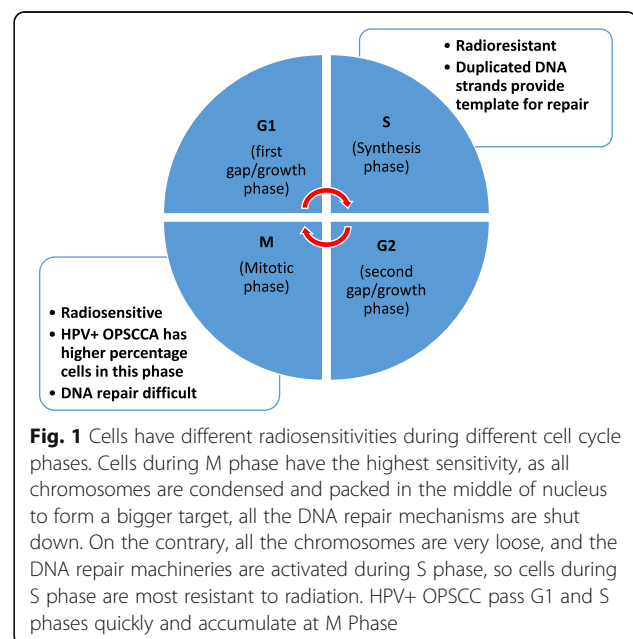 • Radioresistant
• Duplicated DNA
strands provide
template for repair
G1
(first
gap/growth
phase)
S
(Synthesis
phase)
M
(Mitotic
phase)
G2
(second
gap/growth
phase)
• Radiosensitive
• HPV+ OPSCCA has
higher percentage
cells in this phase
• DNA repair difficult
Fig. 1 Cells have different radiosensitivities during different cell cycle
phases. Cells during M phase have the highest sensitivity, as all
chromosomes are condensed and packed in the middle of nucleus
to form a bigger target, all the DNA repair mechanisms are shut
down. On the contrary, all the chromosomes are very loose, and the
DNA repair machineries are activated during S phase, so cells during
S phase are most resistant to radiation. HPV+ OPSCC pass G1 and S
phases quickly and accumulate at M Phase